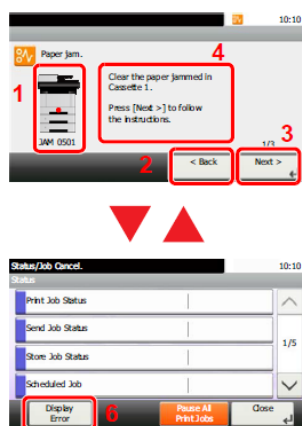 10:10
Paper jam.
4
Clear the paper jammed in
Cassette 1.
Press [Next >] to follow
the instructions.
1
JAM 0501
3
1/3
2
< Back
Next >
Status/Job Cancel.
10:10
Status
Print Job Status
Send Job Status
1/5
Store Job Status
Scheduled Job
Display
Error
6
Pause All
Print Jobs
Close